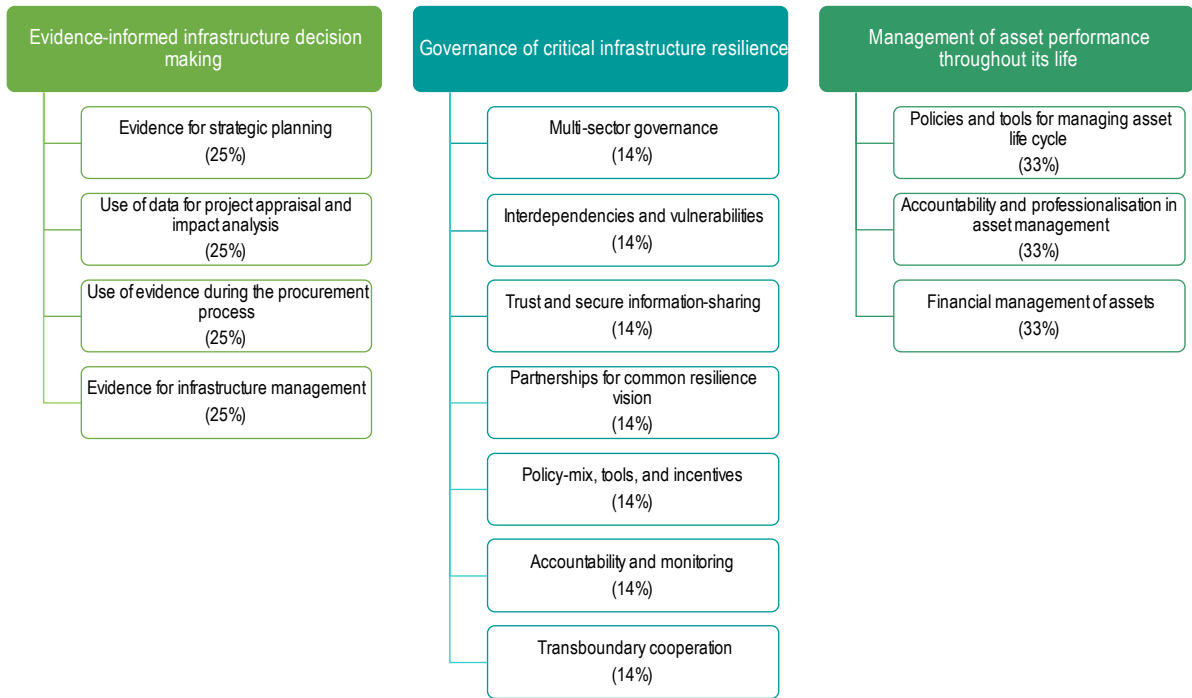 Evidence-informed infrastructure decision
making
Evidence for strategic planning
(25%)
Use of data for project appraisal and
impact analysis
(25%)
Use of evidence during the procurement
process
(25%)
Evidence for infrastructure management
(25%)
Governance of critical infrastructure resilience
Multi-sector governance
(14%)
Interdependencies and vulnerabilities
(14%)
Trust and secure information-sharing
(14%)
Partnerships for common resilience
vision
(14%)
Policy-mix, tools, and incentives
(14%)
Accountability and monitoring
(14%)
Transboundary cooperation
(14%)
Management of asset performance
throughout its life
Policies and tools for managing asset
life cycle
(33%)
Accountability and professionalisation in
asset management
(33%)
Financial management of assets
(33%)